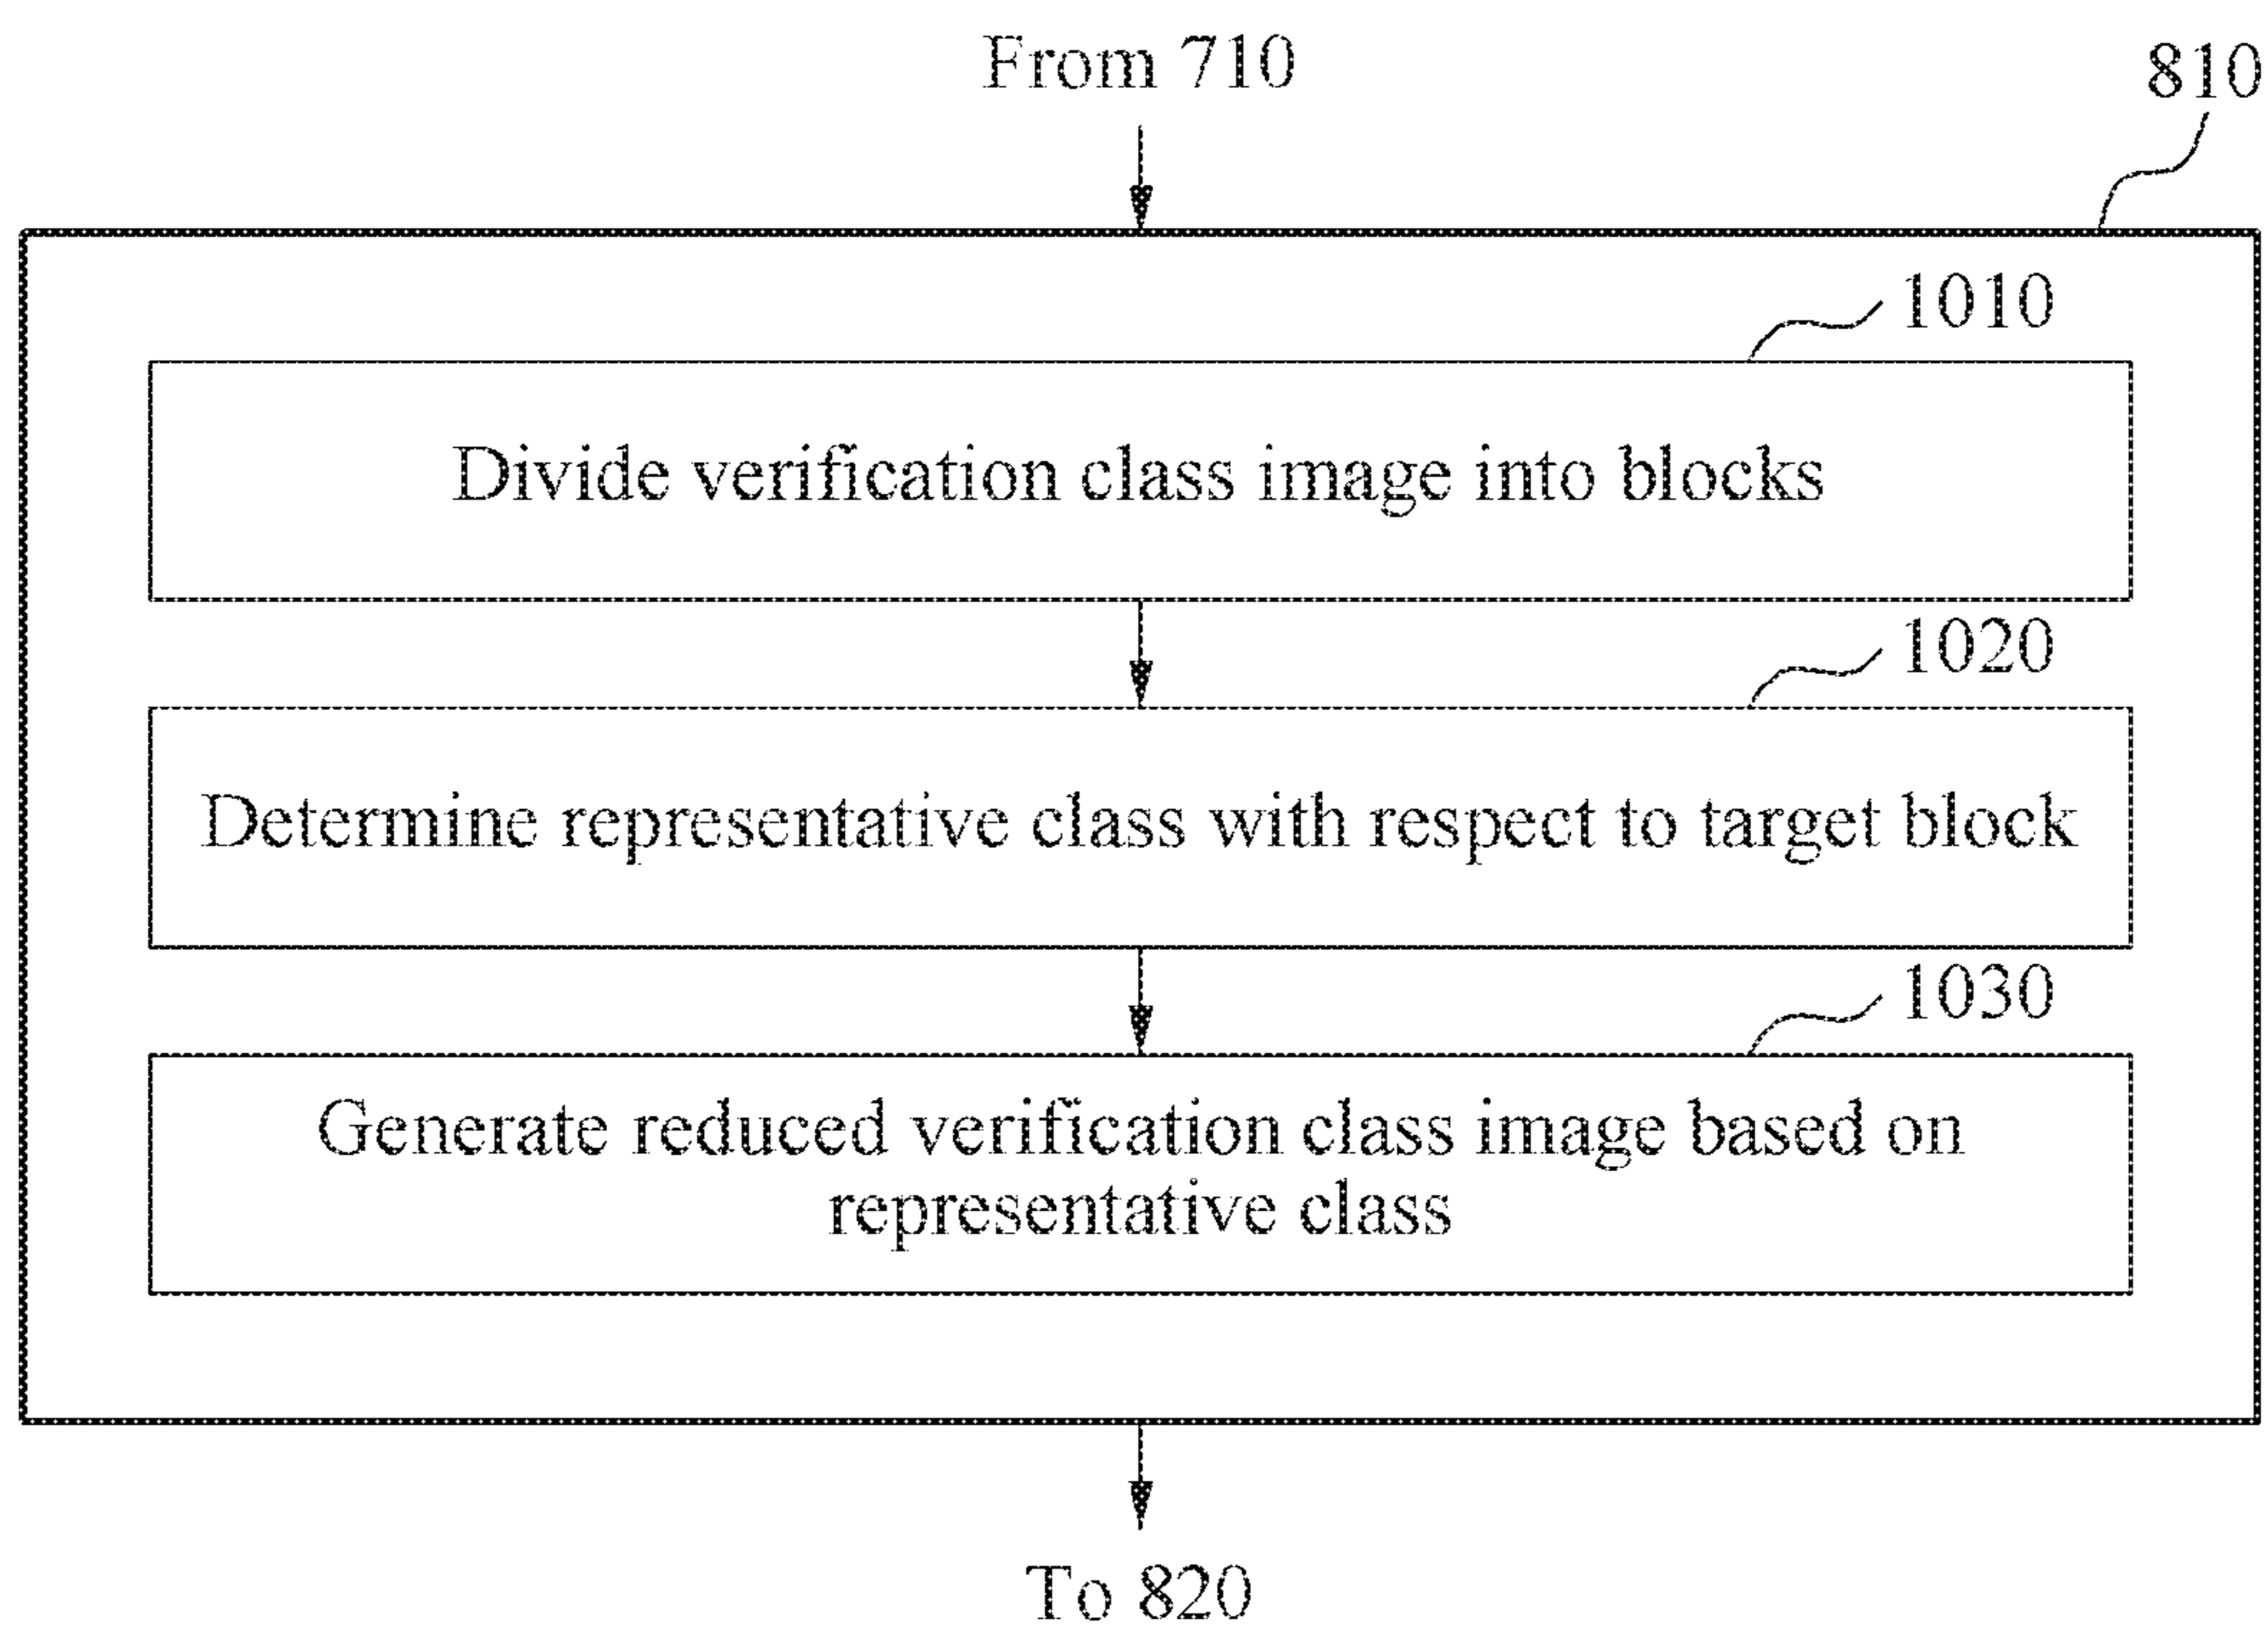 From 710
810
1010
Divide verification class image into blocks
1020
Determine representative class with respect to target block
1030
Generate reduced verification class image based on
representative class
To 820